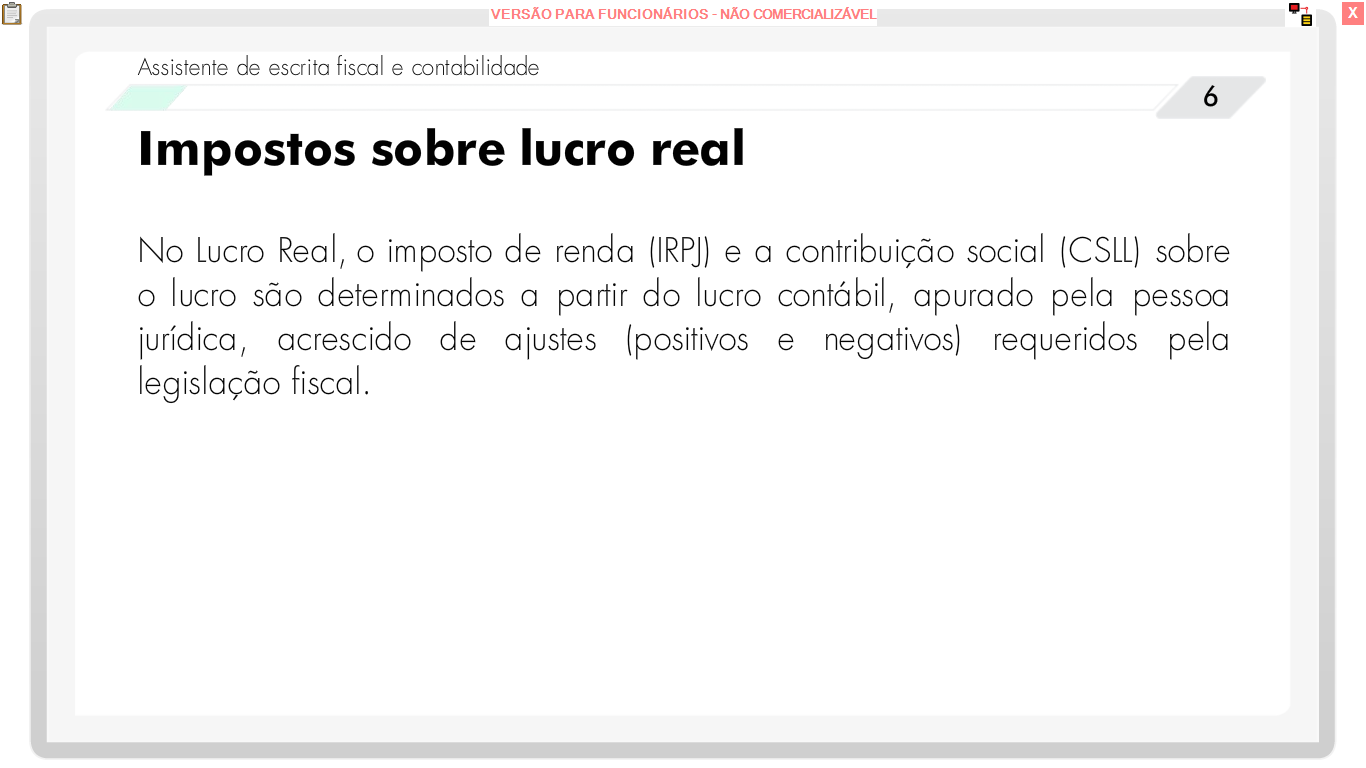 VERSÃO PARA FUNCIONÁRIOS - NÃO COMERCIALIZÁVEL
X
Assistente de escrita fiscal e contabilidade
6
Impostos sobre lucro real
No Lucro Real, o imposto de renda (IRPJ) e a contribuição social (CSLL) sobre
o lucro são determinados a partir do lucro contábil, apurado pela pessoa
jurídica, acrescido de ajustes (positivos e negativos) requeridos pela
legislação fiscal.